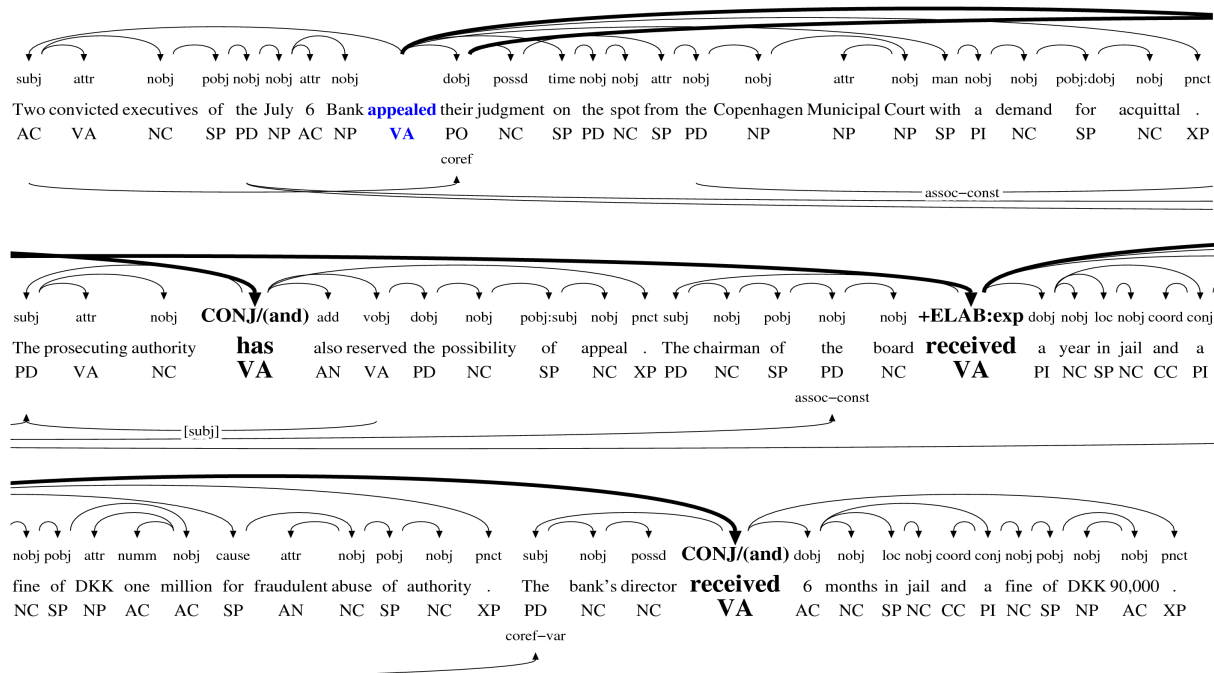 subj attr nobj pobj nobj nobj attr nobj dobj possd time nobj nobj attr nobj nobj attr nobj man nobj nobj pobj:dobj nobj pnct
Two convicted executives of the July 6 Bank appealed their judgment on the spot from the Copenhagen Municipal Court with a demand for acquittal .
AC VA NC SP PD NP AC NP VA PO NC SP PD NC SP PD NP NP NP SP PI NC SP NC XP
coref
assoc−const
subj attr nobj CONJ/(and) add vobj dobj nobj pobj:subj nobj pnct subj nobj pobj nobj nobj +ELAB:exp dobj nobj loc nobj coord conj
The prosecuting authority has also reserved the possibility of appeal . The chairman of the board received a year in jail and a
PD VA NC VA AN VA PD NC SP NC XP PD NC SP PD NC VA PI NC SP NC CC PI
assoc−const
[subj]
nobj pobj attr numm nobj cause attr nobj pobj nobj pnct subj nobj possd CONJ/(and) dobj nobj loc nobj coord conj nobj pobj nobj nobj pnct
fine of DKK one million for fraudulent abuse of authority . The bank's director received 6 months in jail and a fine of DKK 90,000 .
NC SP NP AC AC SP AN NC SP NC XP PD NC NC VA AC NC SP NC CC PI NC SP NP AC XP
coref−var